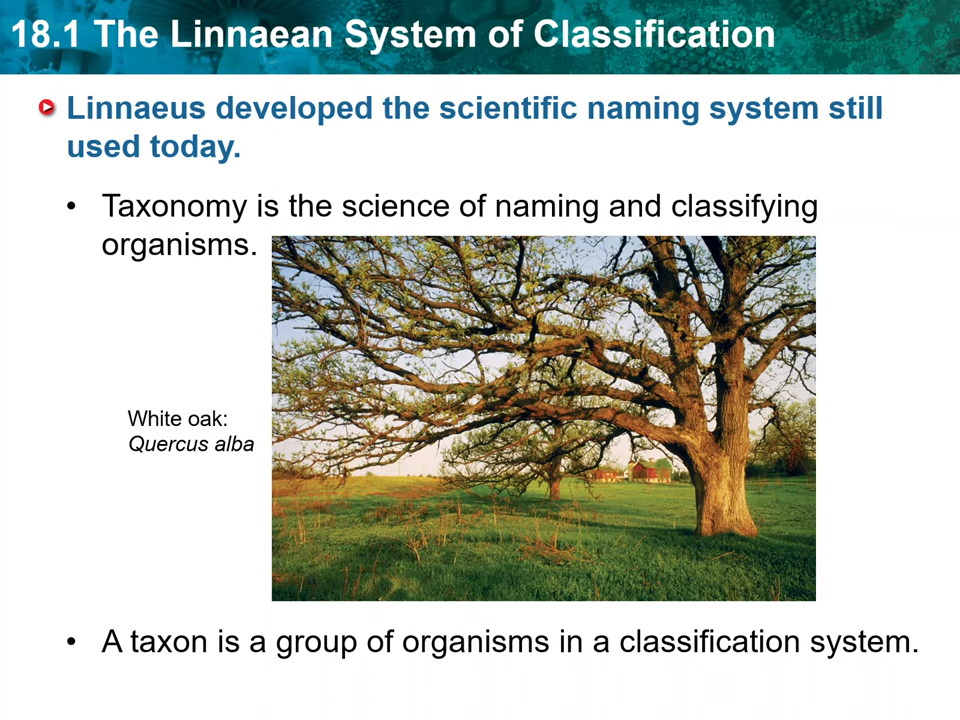 18.1 The Linnaean System of Classification
Linnaeus developed the scientific naming system still
used today.
• Taxonomy is the science of naming and classifying
organisms.
White oak:
Quercus alba
• A taxon is a group of organisms in a classification system.